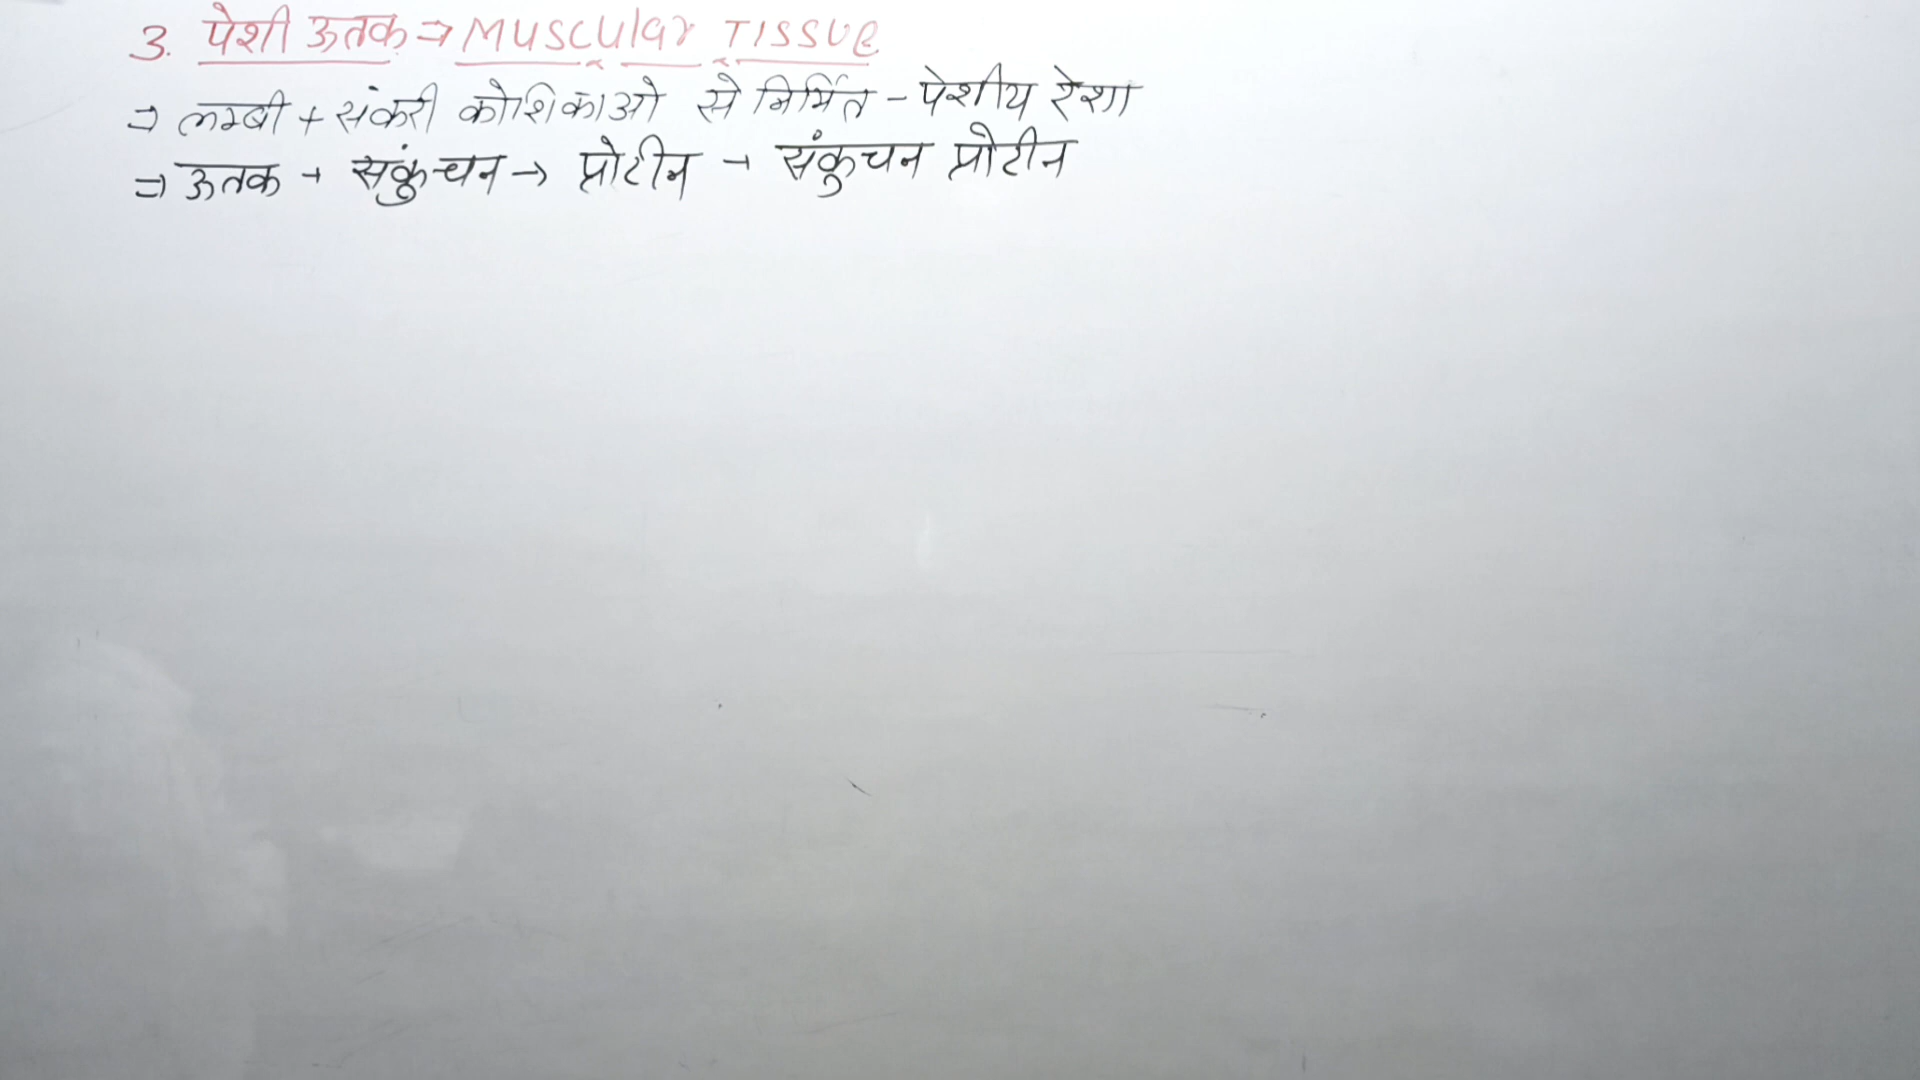 3. पेशी ऊतक ⇒ MUSCULAR TISSUE
⇒ लम्बी + संकरी कोशिकाओ से निर्मित - पेशीय रेशा
⇒ ऊतक → संकुंचन → प्रोटीन → संकुचन प्रोटीन